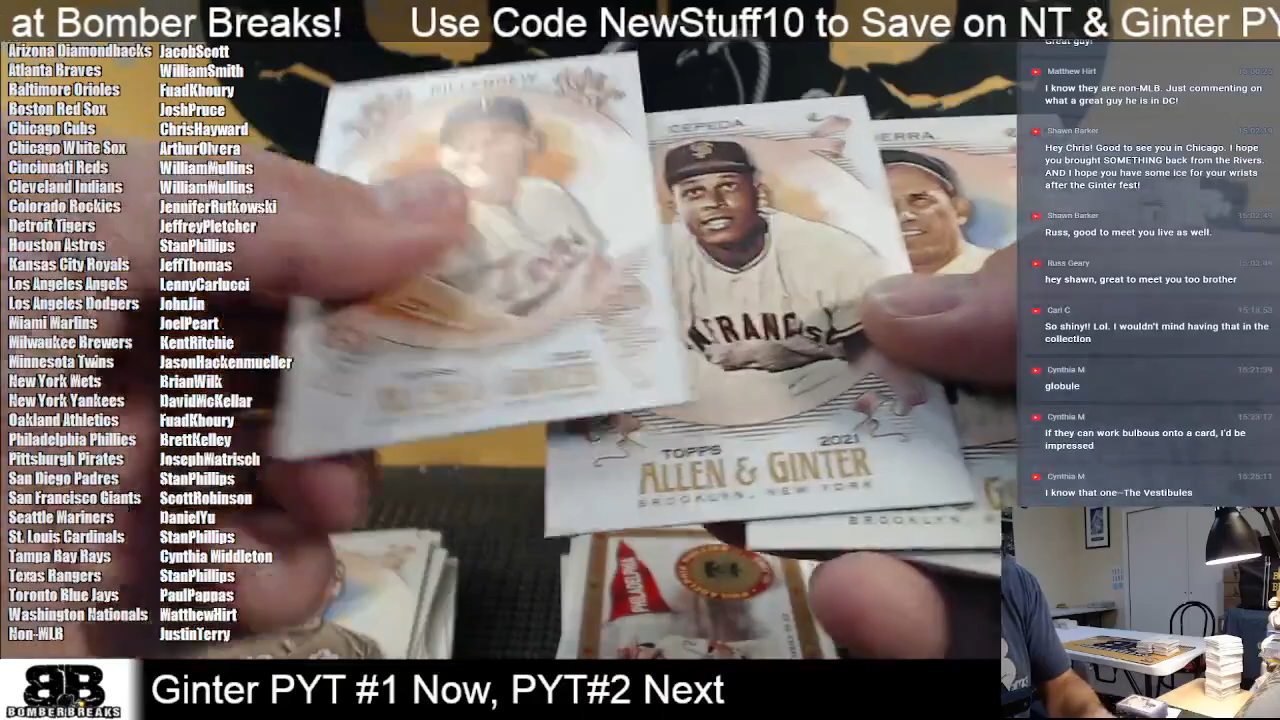 at Bomber Breaks! Use Code NewStuff10 to Save on NT & Ginter PY
Arizona Diamondbacks JacobScott
Atlanta Braves WilliamSmith
Baltimore Orioles FuadKhoury
Boston Red Sox JoshPruce
Chicago Cubs ChrisHayward
Chicago White Sox ArthurOlvera
Cincinnati Reds WilliamMullins
Cleveland Indians WilliamMullins
Colorado Rockies JenniferRutkowski
Detroit Tigers JeffreyPletcher
Houston Astros StanPhillips
Kansas City Royals JeffThomas
Los Angeles Angels LennyCarlucci
Los Angeles Dodgers JohnJin
Miami Marlins JoelPeart
Milwaukee Brewers KentRitchie
Minnesota Twins JasonHackenmueller
New York Mets BrianWilk
New York Yankees DavidMcKellar
Oakland Athletics FuadKhoury
Philadelphia Phillies BrettKelley
Pittsburgh Pirates JosephMatrisch
San Diego Padres StanPhillips
San Francisco Giants ScottRobinson
Seattle Mariners DanielYu
St. Louis Cardinals StanPhillips
Tampa Bay Rays Cynthia Middleton
Texas Rangers StanPhillips
Toronto Blue Jays PaulPappas
Washington Nationals MatthewHirt
Non-MLB JustinTerry
KILLEBREW
CEPEDA
ERRA
FRANCIS
TOPPS 2021
ALLEN & GINTER
BROOKLYN, NEW YORK
BROOKLYN,
PHILADELPHIA
Great guy!
Matthew Hirt
I know they are non-MLB. Just commenting on
what a great guy he is in DC!
Shawn Barker
Hey Chris! Good to see you in Chicago. I hope
you brought SOMETHING back from the Rivers.
AND I hope you have some ice for your wrists
after the Ginter fest!
Shawn Barker
Russ, good to meet you live as well.
Russ Geary
hey shawn, great to meet you too brother
Carl C
So shiny!! Lol. I wouldn't mind having that in the
collection
Cynthia M
globule
Cynthia M
if they can work bulbous onto a card, I'd be
impressed
Cynthia M
I know that one--The Vestibules
BB
BOMBERBREAKS
Ginter PYT #1 Now, PYT#2 Next